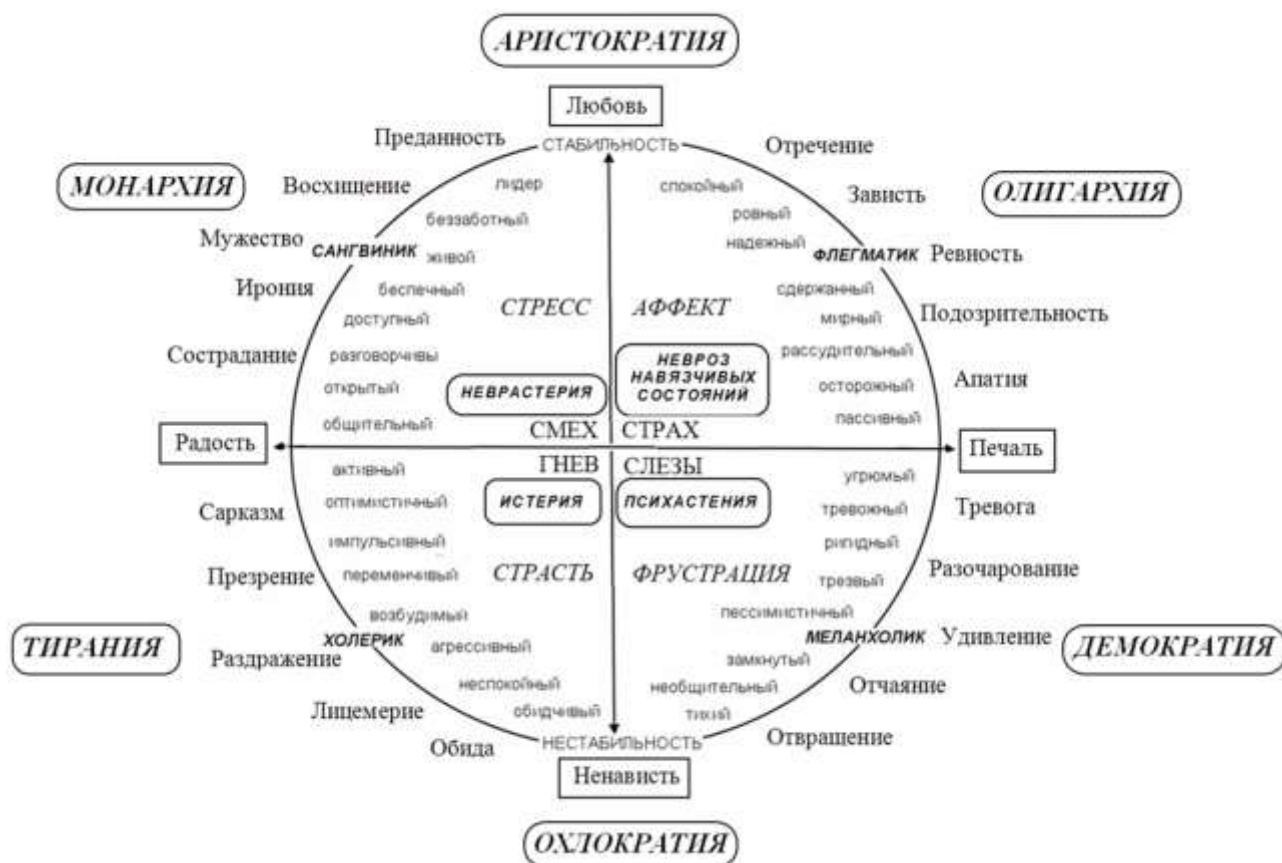 АРИСТОКРАТИЯ
Любовь
Преданность
СТАБИЛЬНОСТЬ
Отречение
МОНАРХИЯ
Восхищение
лидер
спокойный
Зависть
ОЛИГАРХИЯ
беззаботный
ровный
Мужество
САНГВИНИК
живой
надежный
ФЛЕГМАТИК
Ревность
Ирония
беспечный
СТРЕСС
АФФЕКТ
сдержанный
доступный
мирный
Подозрительность
Сострадание
разговорчивы
рассудительный
НЕВРОЗ
НАВЯЗЧИВЫХ
СОСТОЯНИЙ
НЕВРАСТЕРИЯ
открытый
осторожный
Апатия
общительный
пассивный
СМЕХ
СТРАХ
Радость
Печаль
ГНЕВ
СЛЕЗЫ
активный
угрюмый
ИСТЕРИЯ
ПСИХАСТЕНИЯ
Сарказм
оптимистичный
тревожный
Тревога
импульсивный
ригидный
Презрение
переменчивый
СТРАСТЬ
ФРУСТРАЦИЯ
трезвый
Разочарование
возбудимый
пессимистичный
ТИРАНИЯ
ХОЛЕРИК
агрессивный
МЕЛАНХОЛИК
Удивление
ДЕМОКРАТИЯ
Раздражение
замкнутый
неспокойный
необщительный
Отчаяние
Лицемерие
обидчивый
тихий
Обида
НЕСТАБИЛЬНОСТЬ
Отвращение
Ненависть
ОХЛОКРАТИЯ